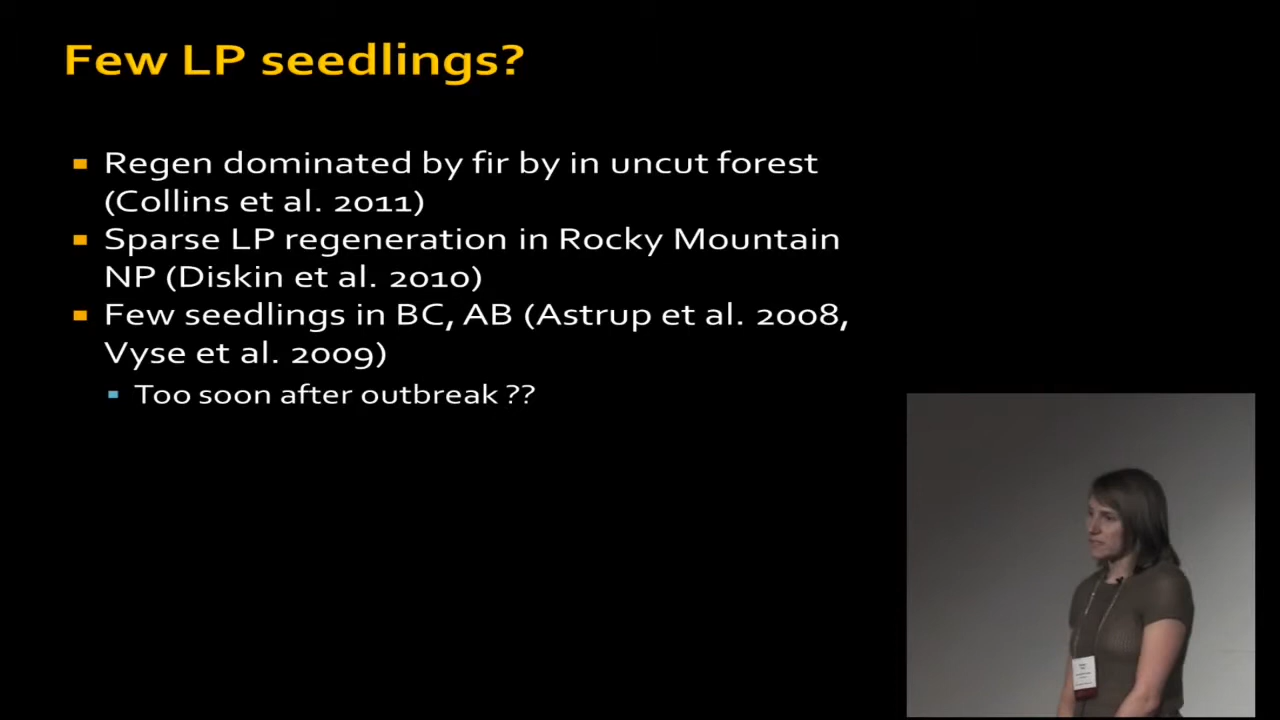 Few LP seedlings?
Regen dominated by fir by in uncut forest
(Collins et al. 2011)
Sparse LP regeneration in Rocky Mountain
NP (Diskin et al. 2010)
Few seedlings in BC, AB (Astrup et al. 2008,
Vyse et al. 2009)
Too soon after outbreak ??